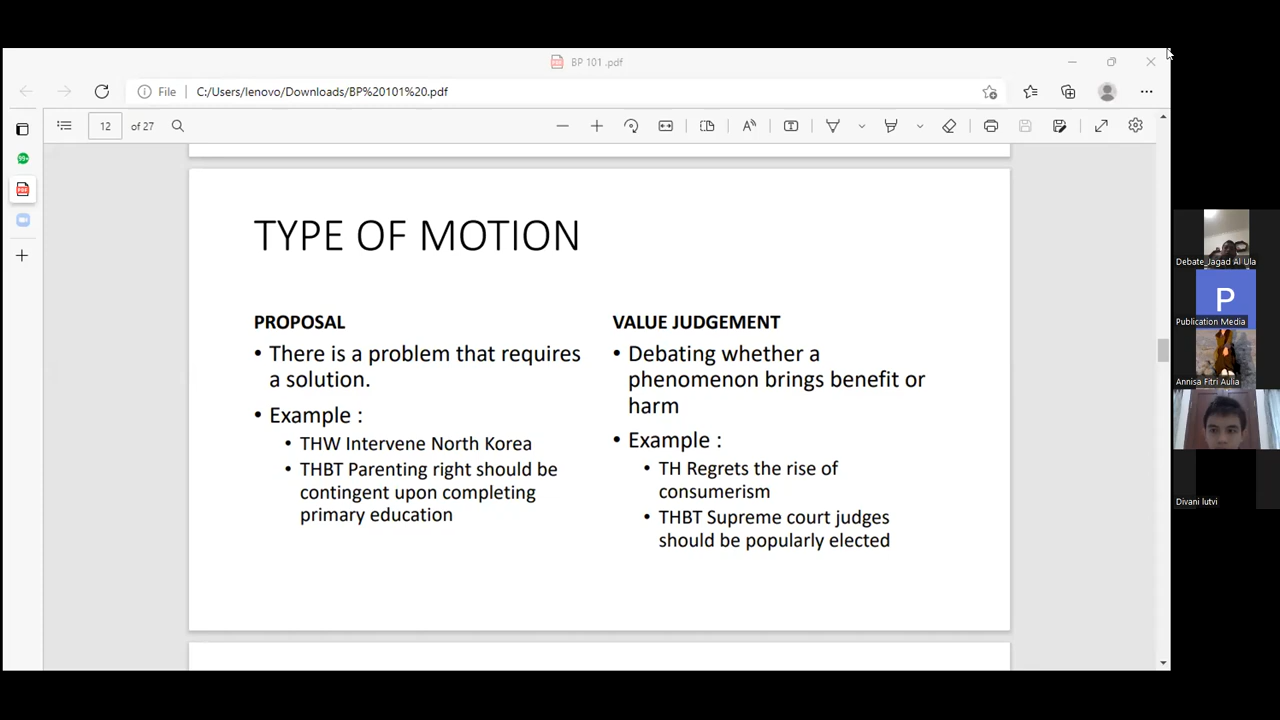 BP 101 .pdf
File
C:/Users/lenovo/Downloads/BP%20101%20.pdf
12
of 27
99+
PDF
TYPE OF MOTION
PROPOSAL
• There is a problem that requires
a solution.
• Example :
• THW Intervene North Korea
• THBT Parenting right should be
contingent upon completing
primary education
VALUE JUDGEMENT
• Debating whether a
phenomenon brings benefit or
harm
• Example :
• TH Regrets the rise of
consumerism
• THBT Supreme court judges
should be popularly elected
Debate_Jagad Al Ula
P
Publication Media
Annisa Fitri Aulia
Divani lutvi